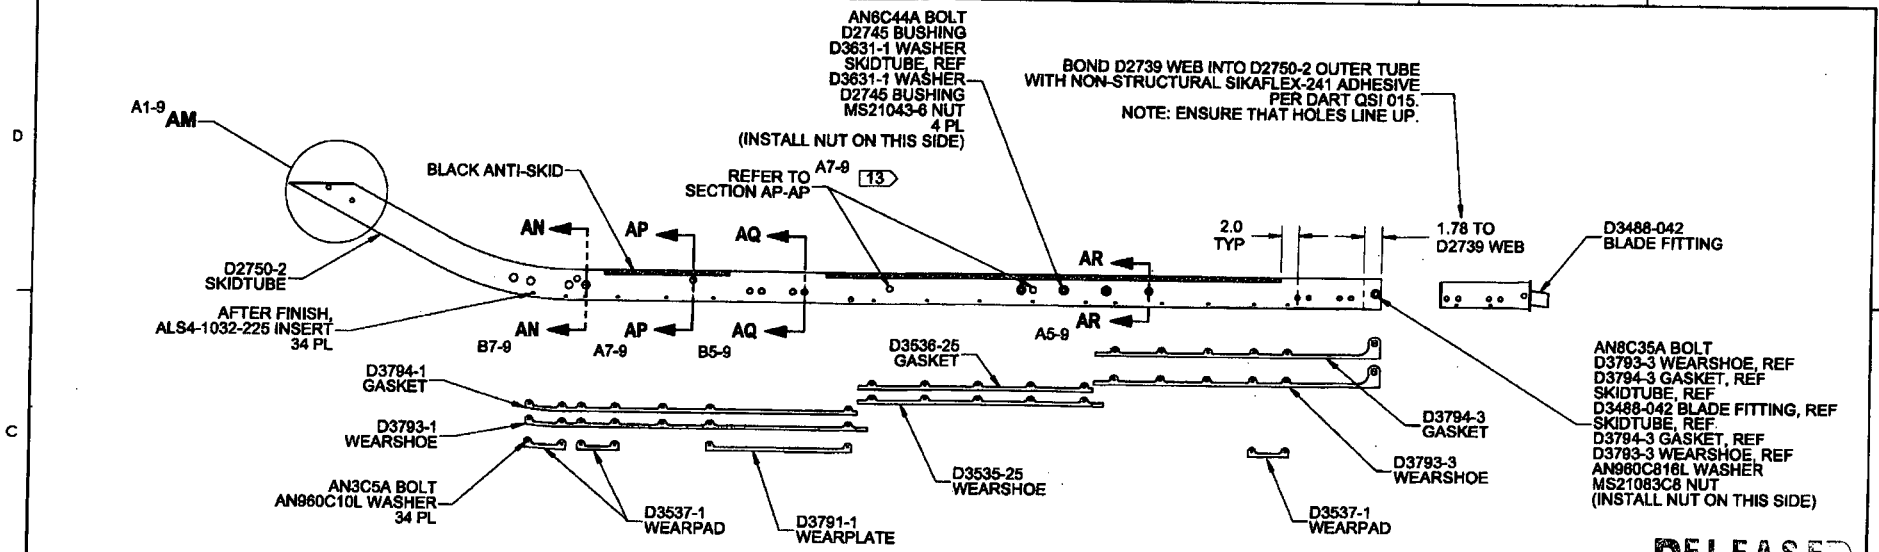 AN6C44A BOLT
D2745 BUSHING
D3631-1 WASHER
SKIDTUBE, REF
D3631-1 WASHER
D2745 BUSHING
MS21043-6 NUT
4 PL
(INSTALL NUT ON THIS SIDE)
BOND D2739 WEB INTO D2750-2 OUTER TUBE
WITH NON-STRUCTURAL SIKAFLEX-241 ADHESIVE
PER DART QSI 015.
NOTE: ENSURE THAT HOLES LINE UP.
A1-9
AM
D
BLACK ANTI-SKID
REFER TO
SECTION AP-AP
A7-9
13
AN
AP
AQ
AR
2.0
TYP
1.78 TO
D2739 WEB
D3488-042
BLADE FITTING
D2750-2
SKIDTUBE
AFTER FINISH,
ALS4-1032-225 INSERT
34 PL
AN
AP
AQ
AR
B7-9
A7-9
B5-9
A5-9
D3536-25
GASKET
D3794-1
GASKET
D3793-1
WEARSHOE
AN3C5A BOLT
AN960C10L WASHER
34 PL
D3537-1
WEARPAD
D3791-1
WEARPLATE
D3535-25
WEARSHOE
D3794-3
GASKET
D3793-3
WEARSHOE
D3537-1
WEARPAD
AN8C35A BOLT
D3793-3 WEARSHOE, REF
D3794-3 GASKET, REF
SKIDTUBE, REF
D3488-042 BLADE FITTING, REF
SKIDTUBE, REF
D3794-3 GASKET, REF
D3793-3 WEARSHOE, REF
AN960C816L WASHER
MS21083C8 NUT
(INSTALL NUT ON THIS SIDE)
C
RELEASED